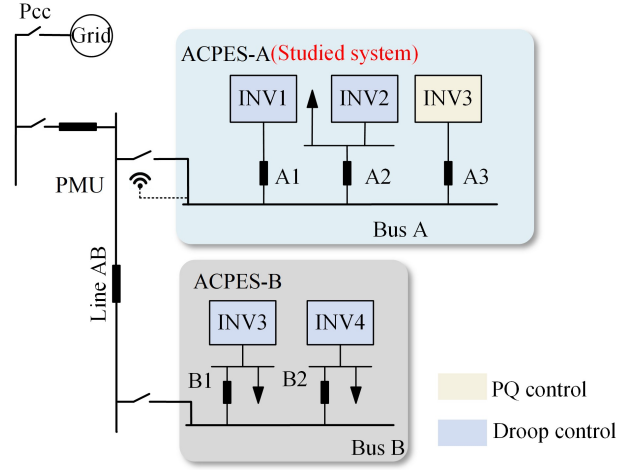 Pcc
Grid
ACPES-A(Studied system)
INV1
INV2
INV3
A1
A2
A3
PMU
Bus A
Line AB
ACPES-B
INV3
INV4
B1
B2
Bus B
PQ control
Droop control